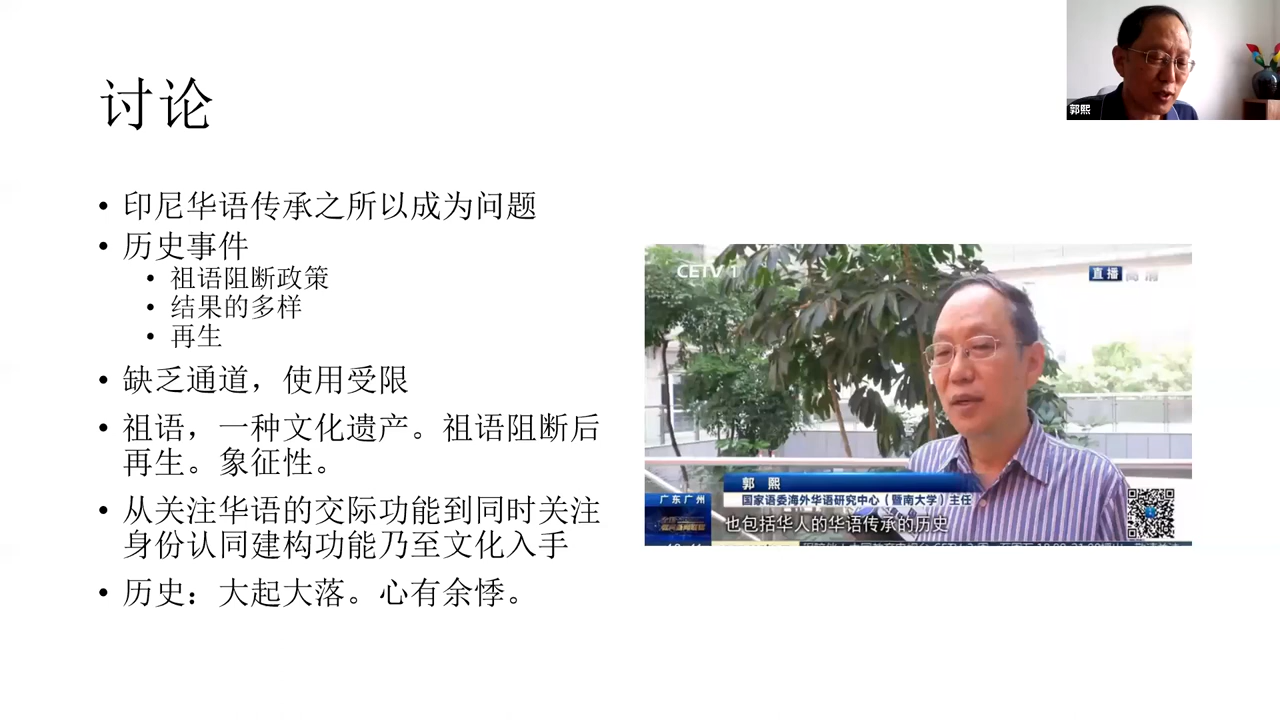 讨论
郭熙
• 印尼华语传承之所以成为问题
• 历史事件
• 祖语阻断政策
• 结果的多样
• 再生
• 缺乏通道，使用受限
• 祖语，一种文化遗产。祖语阻断后
再生。象征性。
• 从关注华语的交际功能到同时关注
身份认同建构功能乃至文化入手
• 历史：大起大落。心有余悸。
CETV 1
直播 高清
郭 熙
广东广州
国家语委海外华语研究中心（暨南大学）主任
也包括华人的华语传承的历史